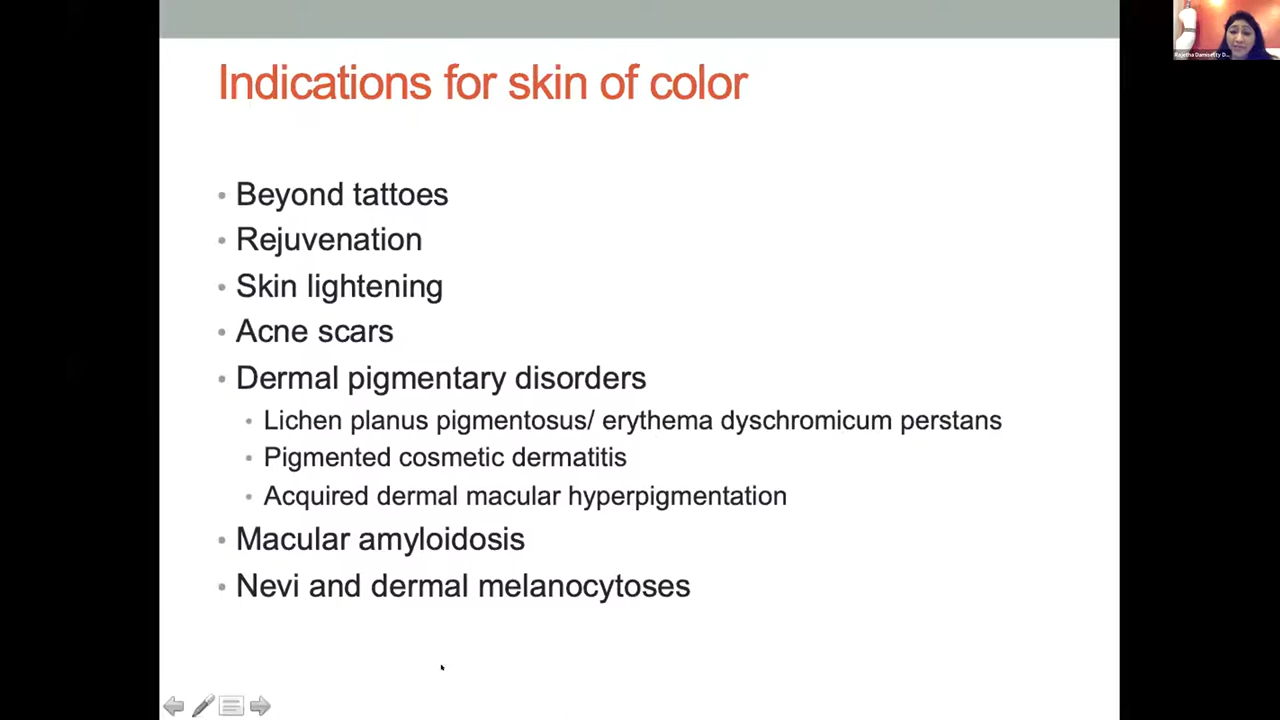 Indications for skin of color
• Beyond tattoes
• Rejuvenation
• Skin lightening
• Acne scars
• Dermal pigmentary disorders
• Lichen planus pigmentosus/ erythema dyschromicum perstans
• Pigmented cosmetic dermatitis
• Acquired dermal macular hyperpigmentation
• Macular amyloidosis
• Nevi and dermal melanocytoses